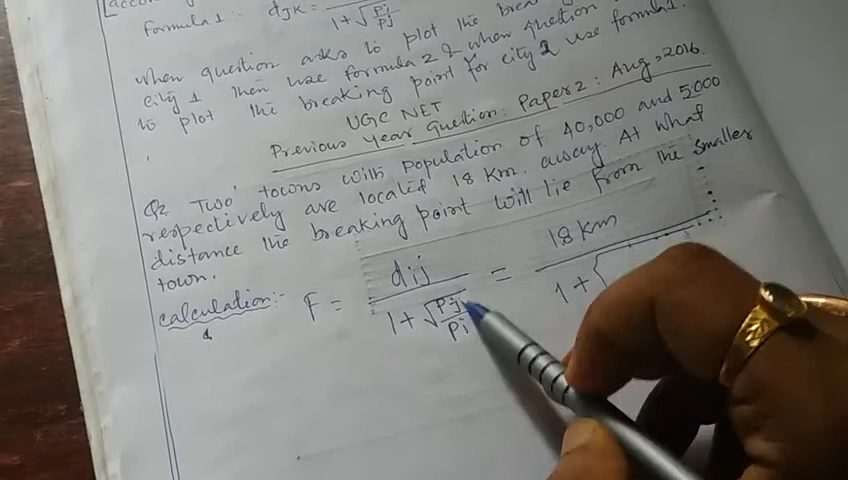 formula 1 : djk =
1 + √ Pi / Pj
When question asks to plot the
city 1 then use formula 2 & when question
to plot the breaking point for city 2 use formula 1.
UGC NET
Previous Year Question: Paper 2 : Aug, 2016.
Q2 Two towns with population of 40,000 and 5000
respectively are located 18 Km. away. At what
distance the breaking point will lie from the smaller
town.
Calculation :- F = dij / 1 + √ Pj / Pi = 18 Km / 1 + √